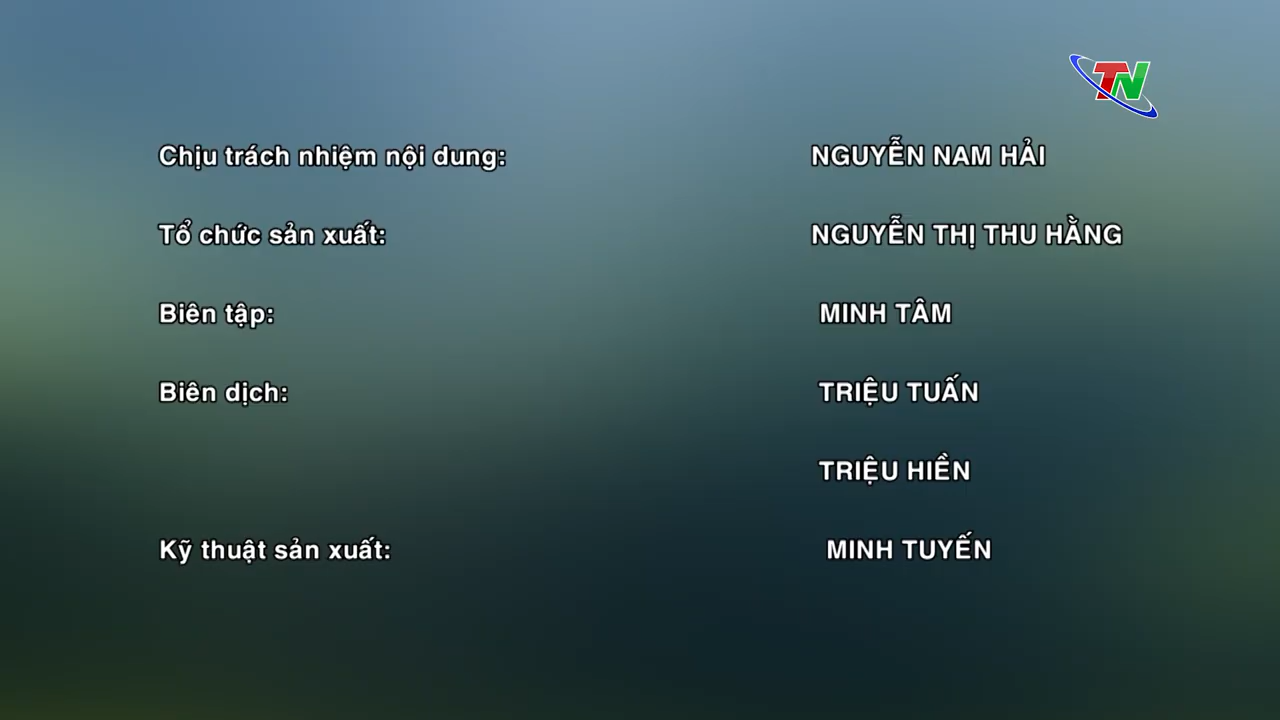 TN
Chịu trách nhiệm nội dung: NGUYỄN NAM HẢI
Tổ chức sản xuất: NGUYỄN THỊ THU HẰNG
Biên tập: MINH TÂM
Biên dịch: TRIỆU TUẤN
TRIỆU HIỀN
Kỹ thuật sản xuất: MINH TUYẾN